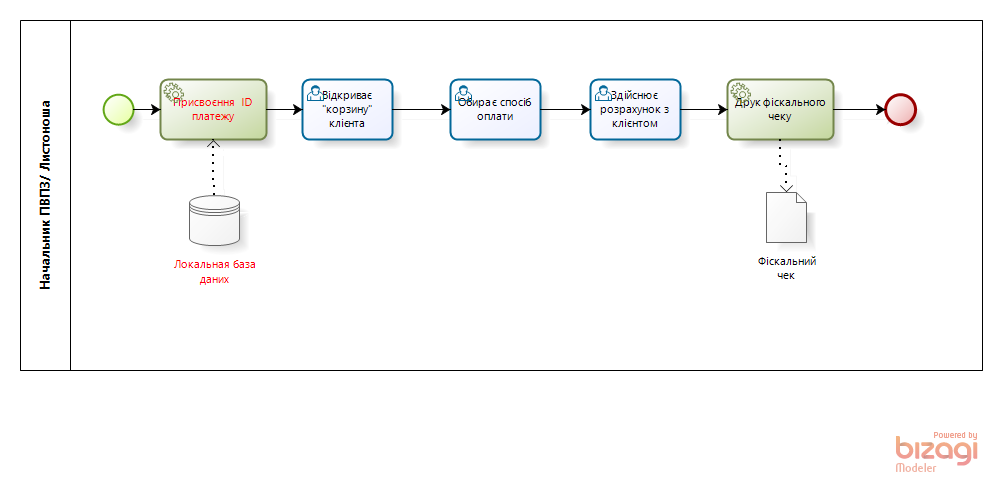 Начальник ПВПЗ/ Листоноша
Присвоєння ID
платежу
Відкриває
"корзину"
клієнта
Обирає спосіб
оплати
Здійснює
розрахунок з
клієнтом
Друк фіскального
чеку
Локальная база
даних
Фіскальний
чек
Powered by
bizagi
Modeler